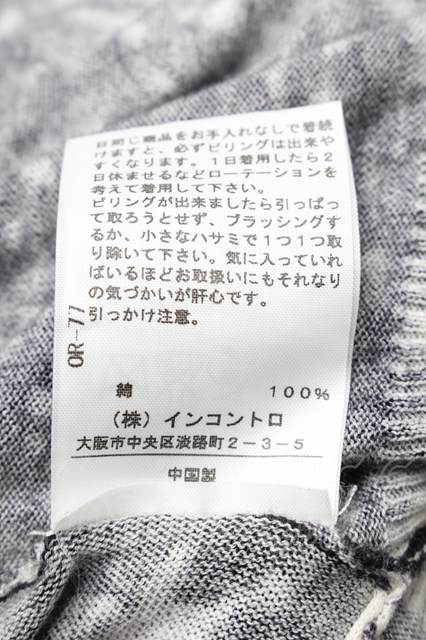 日同じ商品をお手入れなしで着続
けますと、必ずピリングは出来や
すくなります。1日着用したら2
日休ませるなどローテーションを
考えて着用して下さい。
ピリングが出来ましたら引っぱっ
て取ろうとせず、ブラッシングす
るか、小さなハサミで1つ1つ取
り除いて下さい。気に入っていれ
ばいるほどお取扱いにもそれなり
の気づかいが肝心です。
引っかけ注意。
OR-77
綿 100%
(株)インコントロ
大阪市中央区淡路町2-3-5
中国製